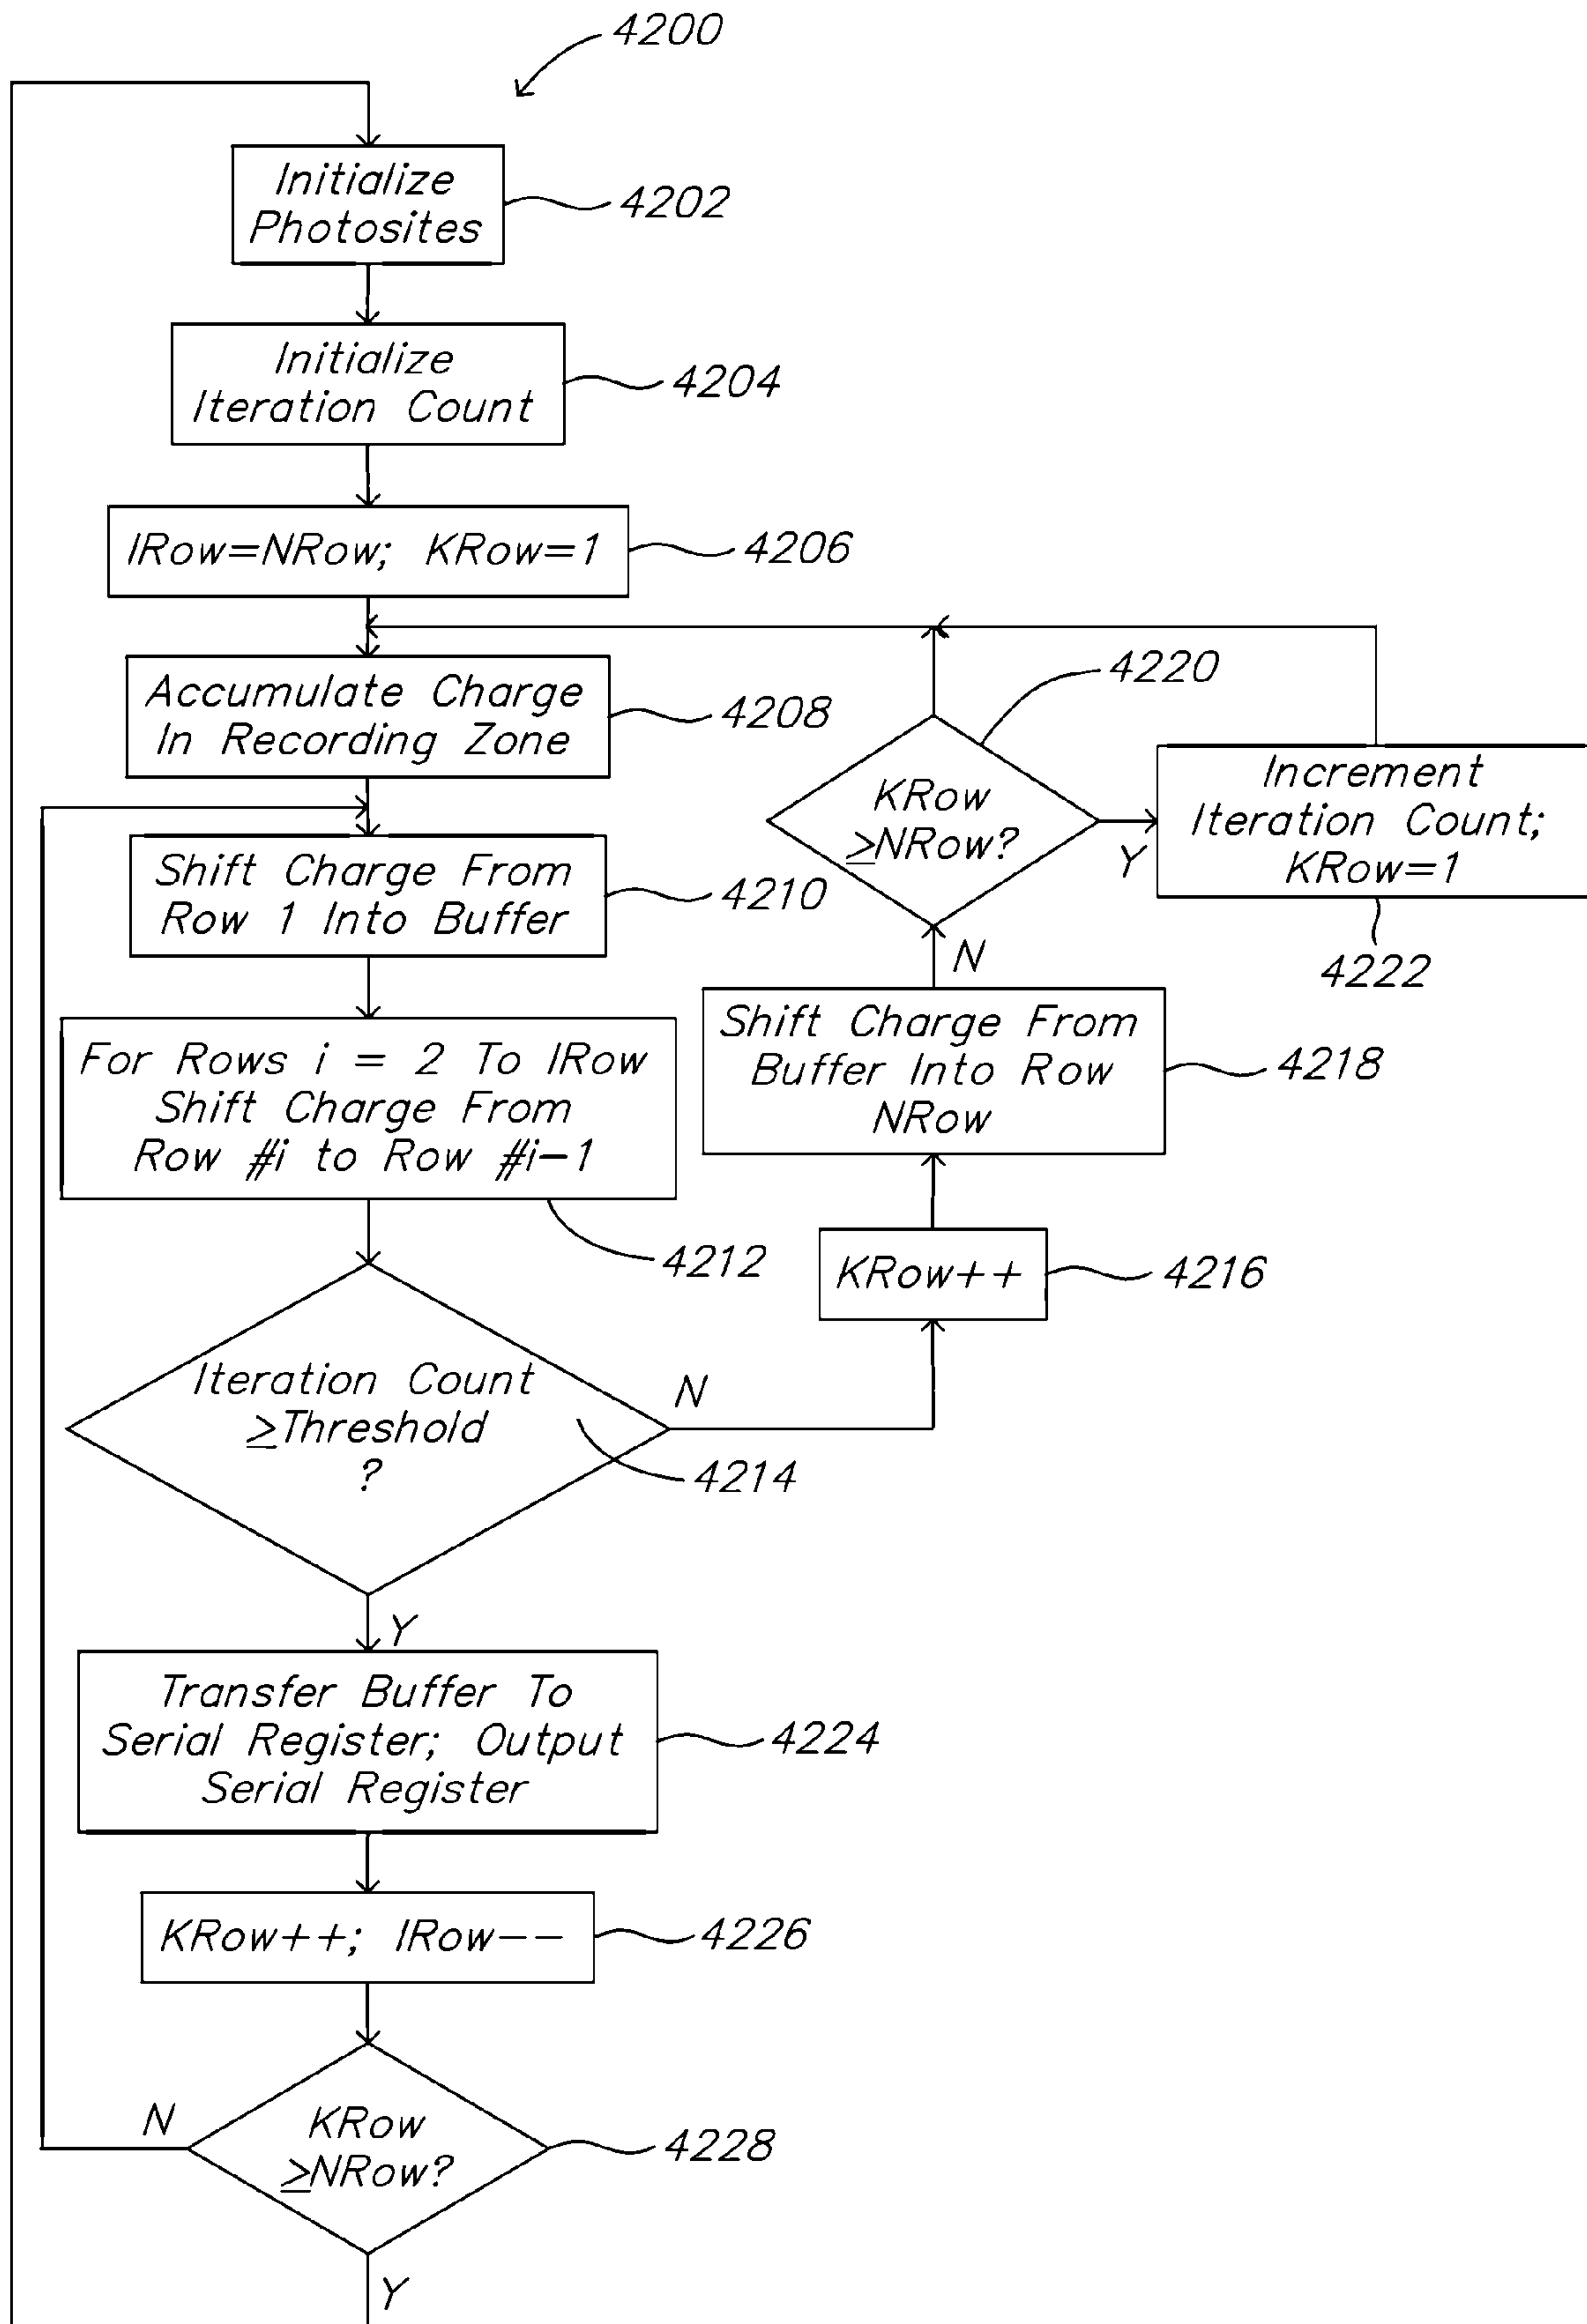 4200
Initialize
Photosites
4202
Initialize
Iteration Count
4204
IRow=NRow; KRow=1
4206
Accumulate Charge
In Recording Zone
4208
Shift Charge From
Row 1 Into Buffer
4210
For Rows i = 2 To IRow
Shift Charge From
Row #i to Row #i-1
4212
Iteration Count
≥Threshold
?
4214
N
KRow++
4216
Shift Charge From
Buffer Into Row
NRow
4218
N
KRow
≥NRow?
4220
Y
Increment
Iteration Count;
KRow=1
4222
Y
Transfer Buffer To
Serial Register; Output
Serial Register
4224
KRow++; IRow--
4226
KRow
≥NRow?
4228
N
Y